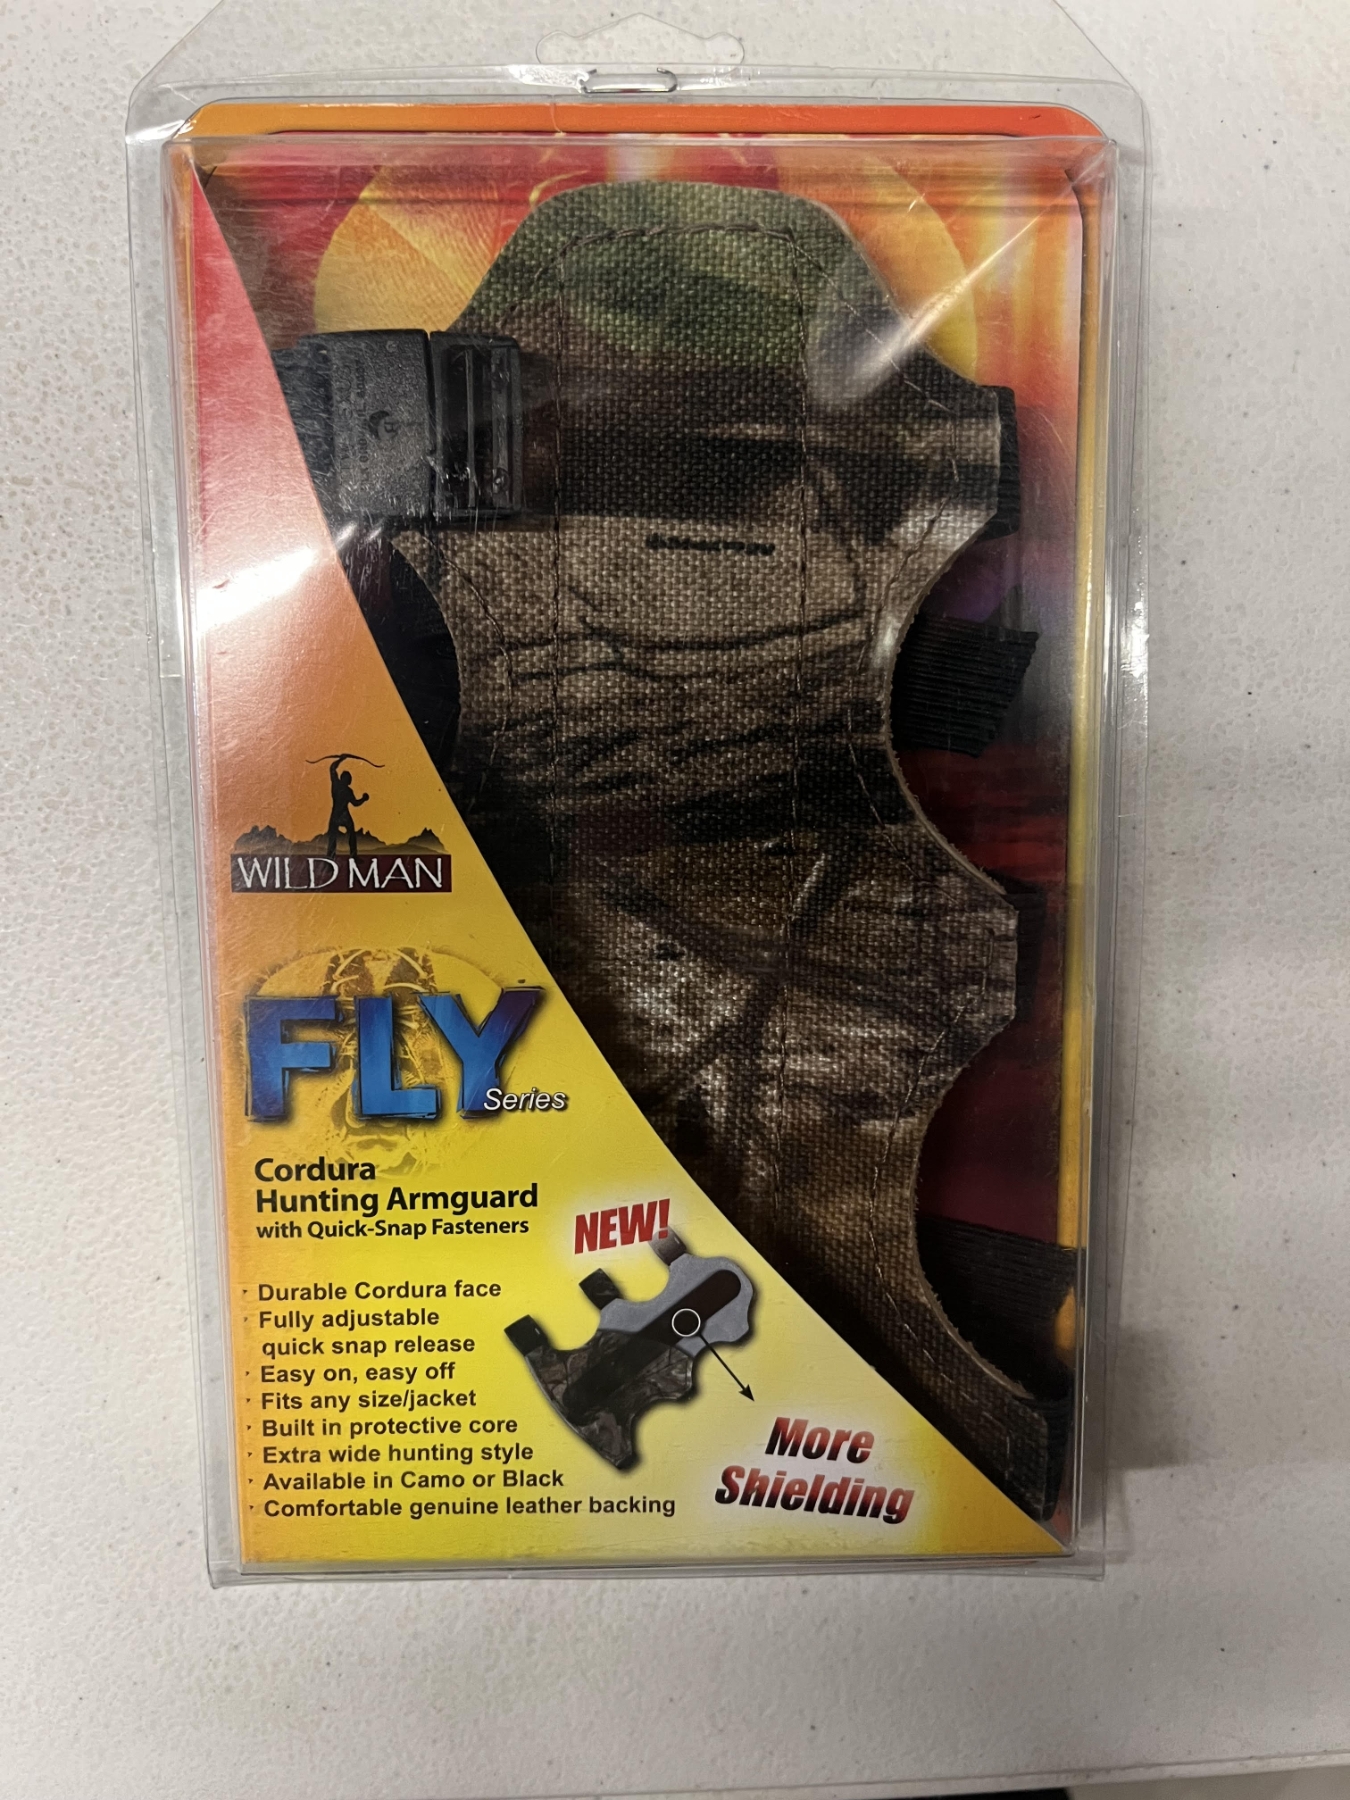 WILD MAN
FLY
Series
Cordura
Hunting Armguard
with Quick-Snap Fasteners
NEW!
· Durable Cordura face
· Fully adjustable
quick snap release
· Easy on, easy off
· Fits any size/jacket
· Built in protective core
· Extra wide hunting style
· Available in Camo or Black
· Comfortable genuine leather backing
More
Shielding